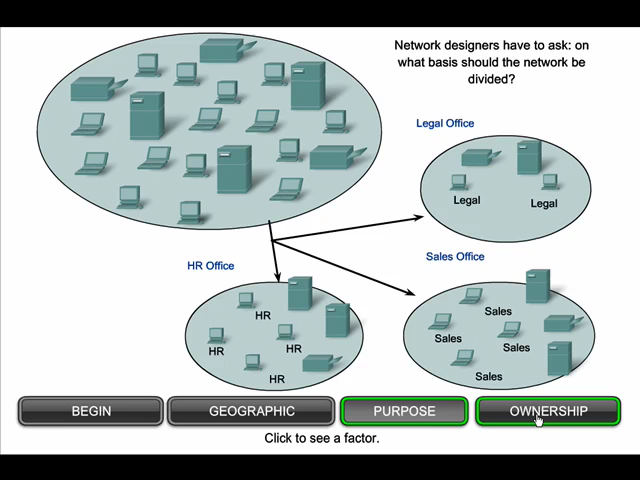 Network designers have to ask: on
what basis should the network be
divided?
Legal Office
Legal
Legal
HR Office
Sales Office
HR
HR
HR
HR
Sales
Sales
Sales
Sales
BEGIN
GEOGRAPHIC
PURPOSE
OWNERSHIP
Click to see a factor.